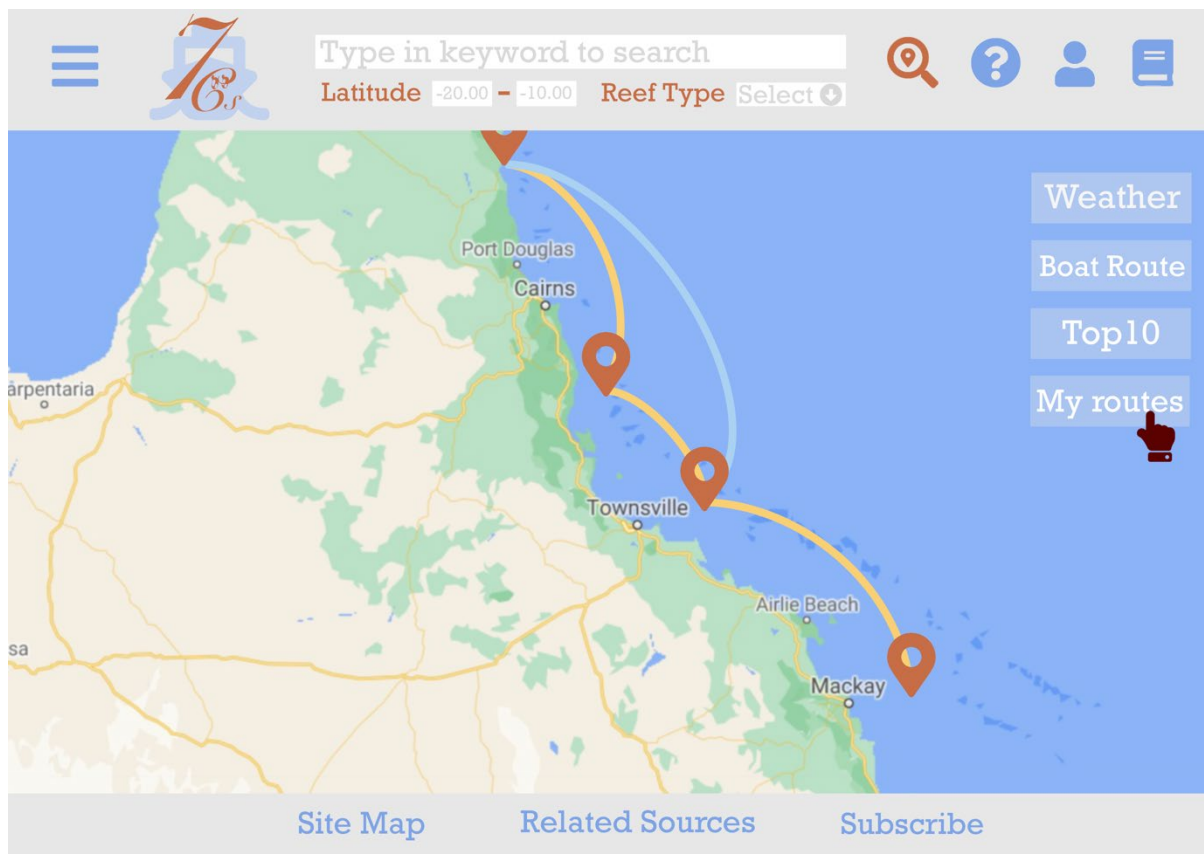 Type in keyword to search
Latitude -20.00 - -10.00 Reef Type Select
Weather
Port Douglas
Boat Route
Cairns
Top10
arpentaria
My routes
Townsville
Airlie Beach
sa
Mackay
Site Map Related Sources Subscribe